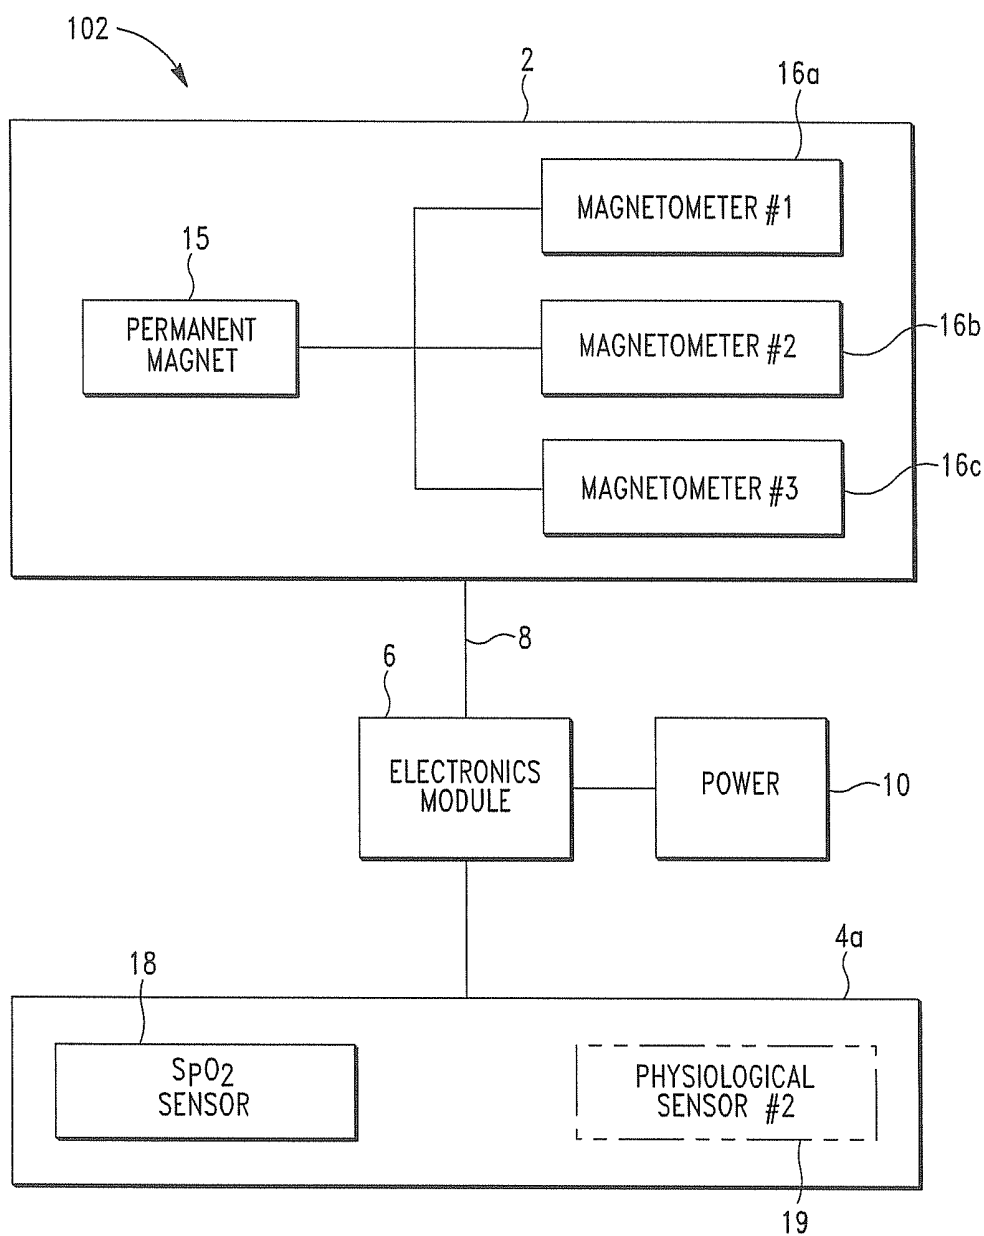 102
2
16a
MAGNETOMETER #1
15
PERMANENT
MAGNET
MAGNETOMETER #2
16b
MAGNETOMETER #3
16c
8
6
ELECTRONICS
MODULE
POWER
10
4a
18
SpO2
SENSOR
PHYSIOLOGICAL
SENSOR #2
19